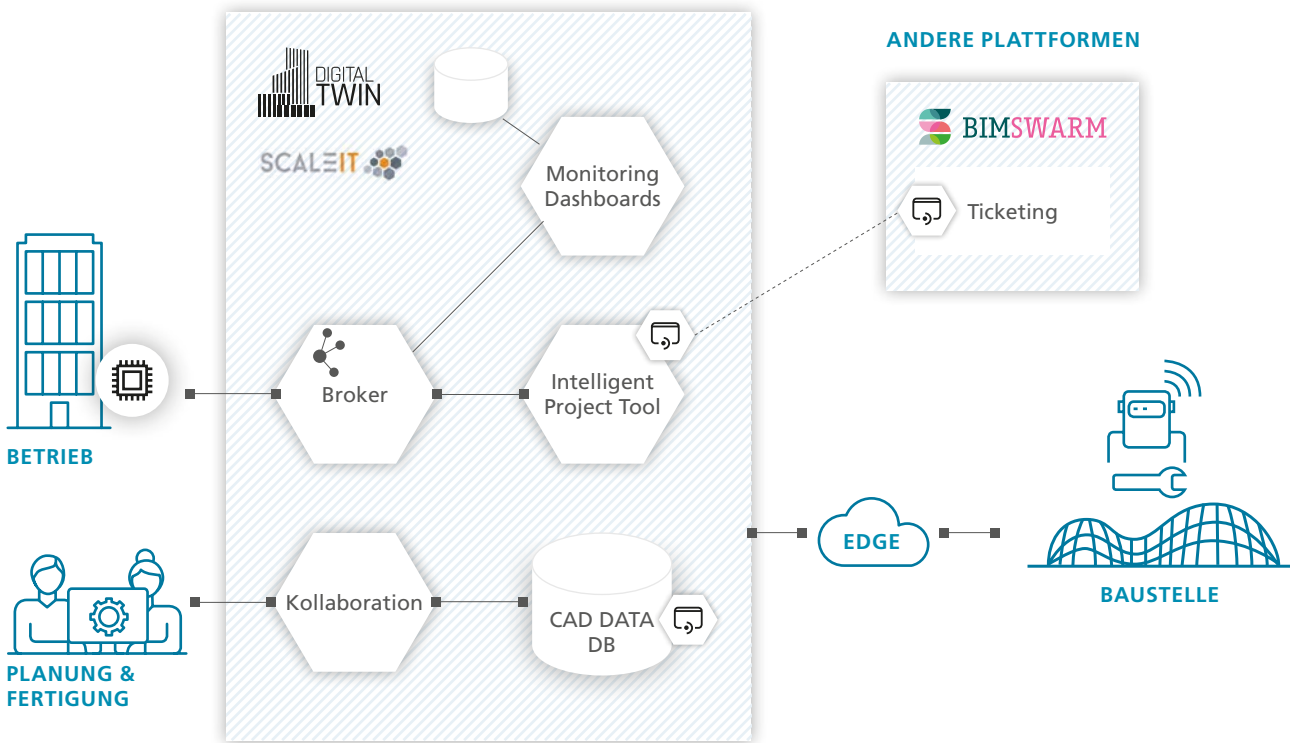 DIGITAL
TWIN
SCALEIT
Monitoring
Dashboards
ANDERE PLATTFORMEN
BIMSWARM
Ticketing
BETRIEB
Broker
Intelligent
Project Tool
PLANUNG &
FERTIGUNG
Kollaboration
CAD DATA
DB
EDGE
BAUSTELLE